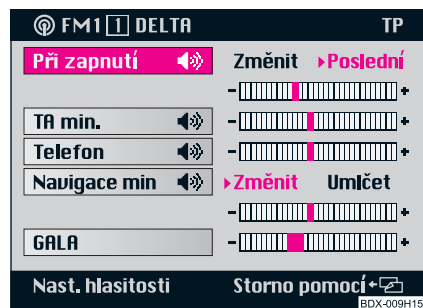 FM1 1 DELTA TP
Při zapnutí Změnit ▸Poslední
- +
TA min. - +
Telefon - +
Navigace min ▸Změnit Umlčet
- +
GALA - +
Nast. hlasitosti Storno pomocí
BDX-009H15